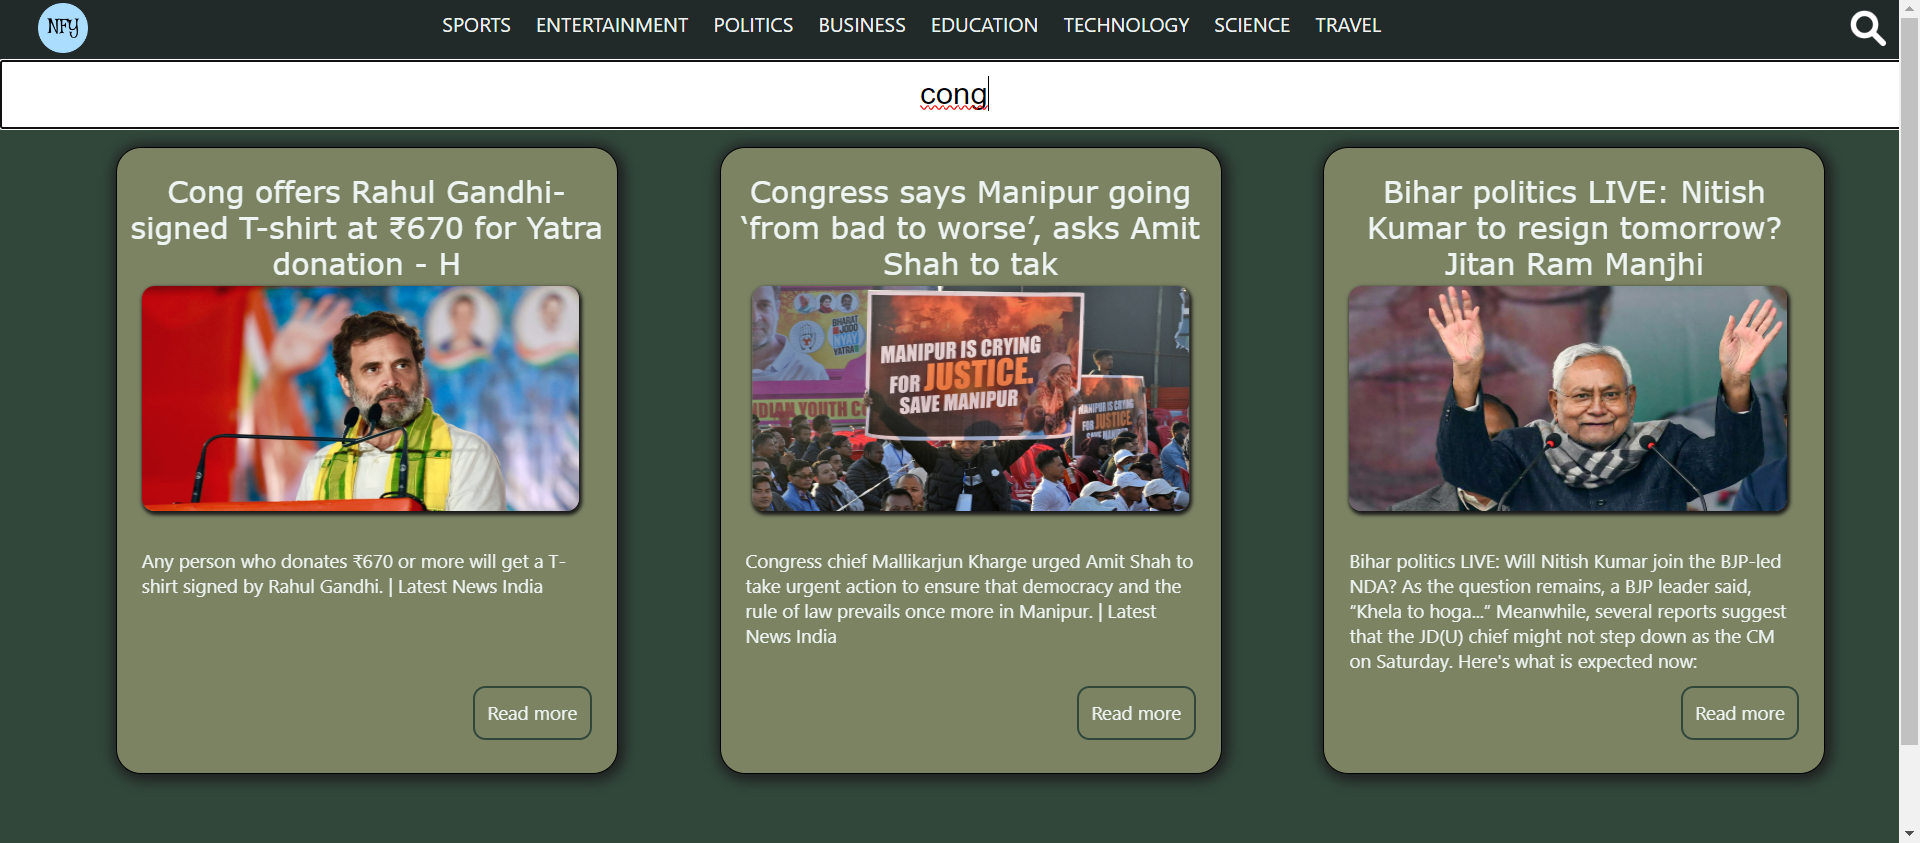 NFY
SPORTS ENTERTAINMENT POLITICS BUSINESS EDUCATION TECHNOLOGY SCIENCE TRAVEL
cong
Cong offers Rahul Gandhi-
signed T-shirt at ₹670 for Yatra
donation - H
Any person who donates ₹670 or more will get a T-
shirt signed by Rahul Gandhi. | Latest News India
Read more
Congress says Manipur going
‘from bad to worse’, asks Amit
Shah to tak
BHARAT
JODO
NYAY
YATRA
MANIPUR IS CRYING
FOR JUSTICE.
SAVE MANIPUR
INDIAN YOUTH
MANIPUR IS CRYING
FOR JUSTICE
Congress chief Mallikarjun Kharge urged Amit Shah to
take urgent action to ensure that democracy and the
rule of law prevails once more in Manipur. | Latest
News India
Read more
Bihar politics LIVE: Nitish
Kumar to resign tomorrow?
Jitan Ram Manjhi
Bihar politics LIVE: Will Nitish Kumar join the BJP-led
NDA? As the question remains, a BJP leader said,
“Khela to hoga...” Meanwhile, several reports suggest
that the JD(U) chief might not step down as the CM
on Saturday. Here's what is expected now:
Read more